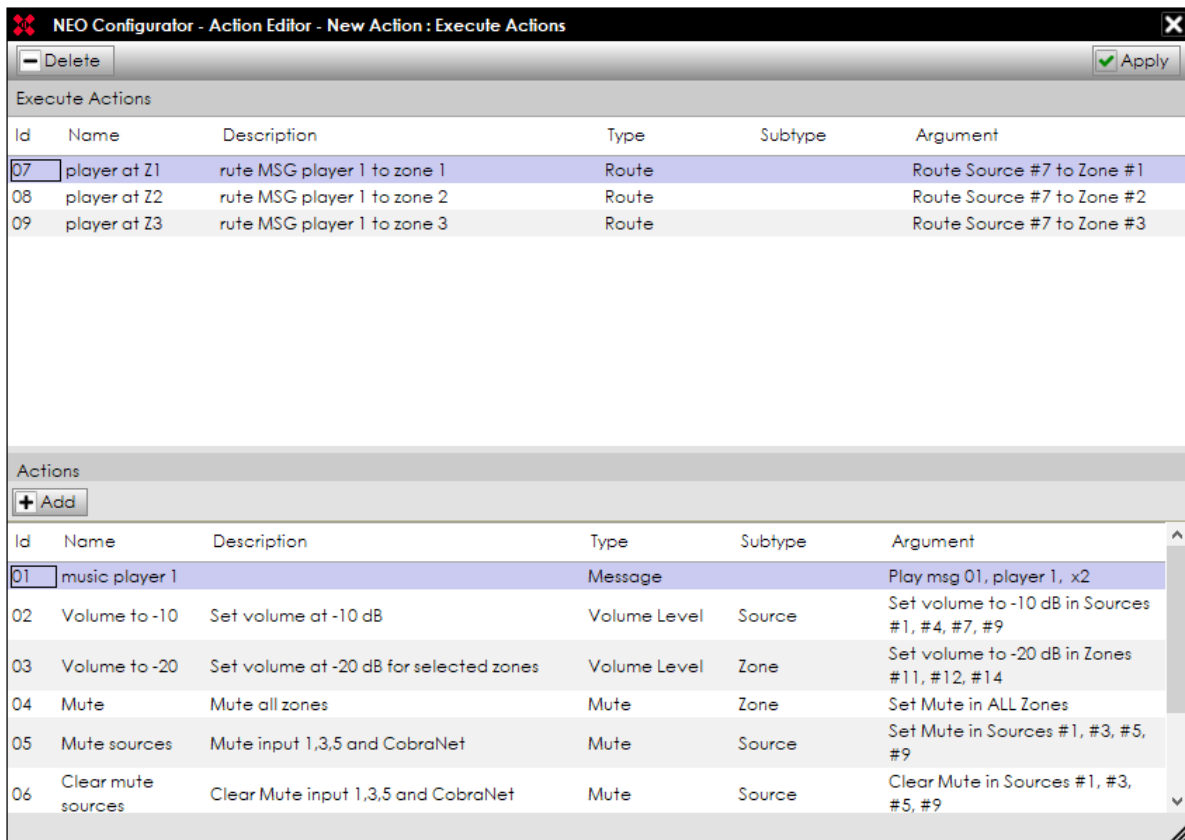 NEO Configurator - Action Editor - New Action : Execute Actions
Delete Apply
Execute Actions
Id Name Description Type Subtype Argument
07 player at Z1 rute MSG player 1 to zone 1 Route Route Source #7 to Zone #1
08 player at Z2 rute MSG player 1 to zone 2 Route Route Source #7 to Zone #2
09 player at Z3 rute MSG player 1 to zone 3 Route Route Source #7 to Zone #3
Actions
Add
Id Name Description Type Subtype Argument
01 music player 1 Message Play msg 01, player 1, x2
02 Volume to -10 Set volume at -10 dB Volume Level Source Set volume to -10 dB in Sources
#1, #4, #7, #9
03 Volume to -20 Set volume at -20 dB for selected zones Volume Level Zone Set volume to -20 dB in Zones
#11, #12, #14
04 Mute Mute all zones Mute Zone Set Mute in ALL Zones
05 Mute sources Mute input 1,3,5 and CobraNet Mute Source Set Mute in Sources #1, #3, #5,
#9
06 Clear mute
sources Clear Mute input 1,3,5 and CobraNet Mute Source Clear Mute in Sources #1, #3,
#5, #9